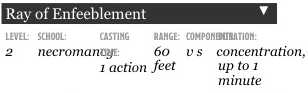 Ray of Enfeeblement ▼
LEVEL: SCHOOL: CASTING TIME: RANGE: COMPONENTS: DURATION:
2 necromancy 1 action 60 feet v s concentration, up to 1 minute